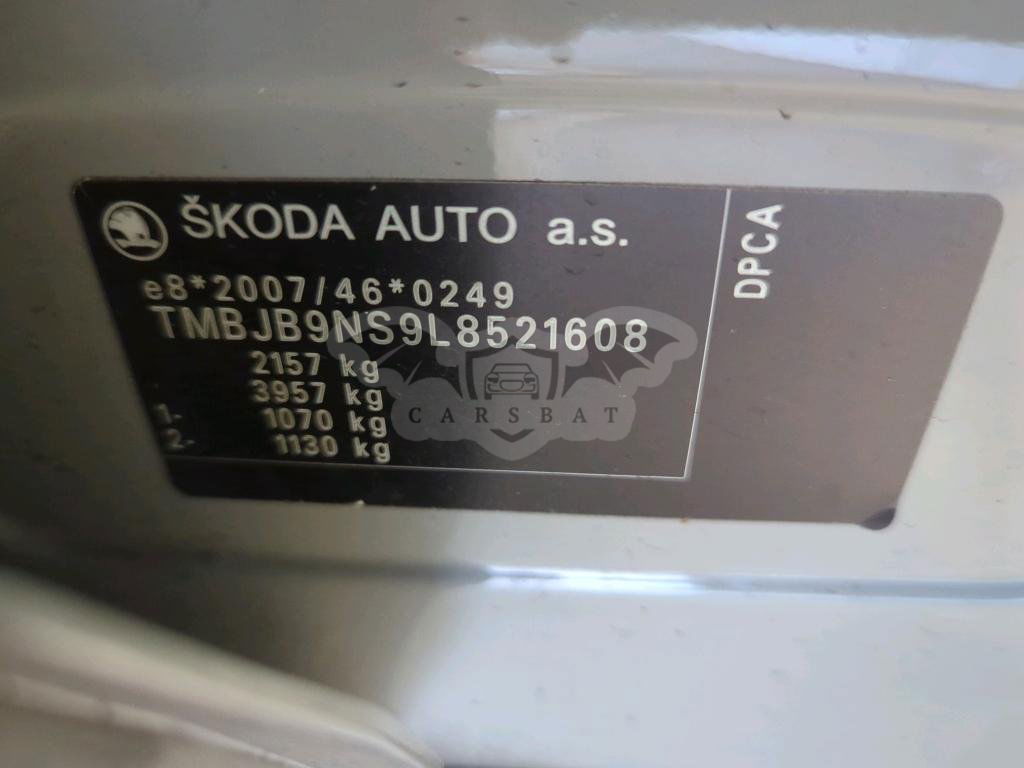 ŠKODA AUTO a.s.
e8*2007/46*0249
TMBJB9NS9L8521608
2157 kg
3957 kg
1- 1070 kg
2- 1130 kg
DPCA
CARSBAT